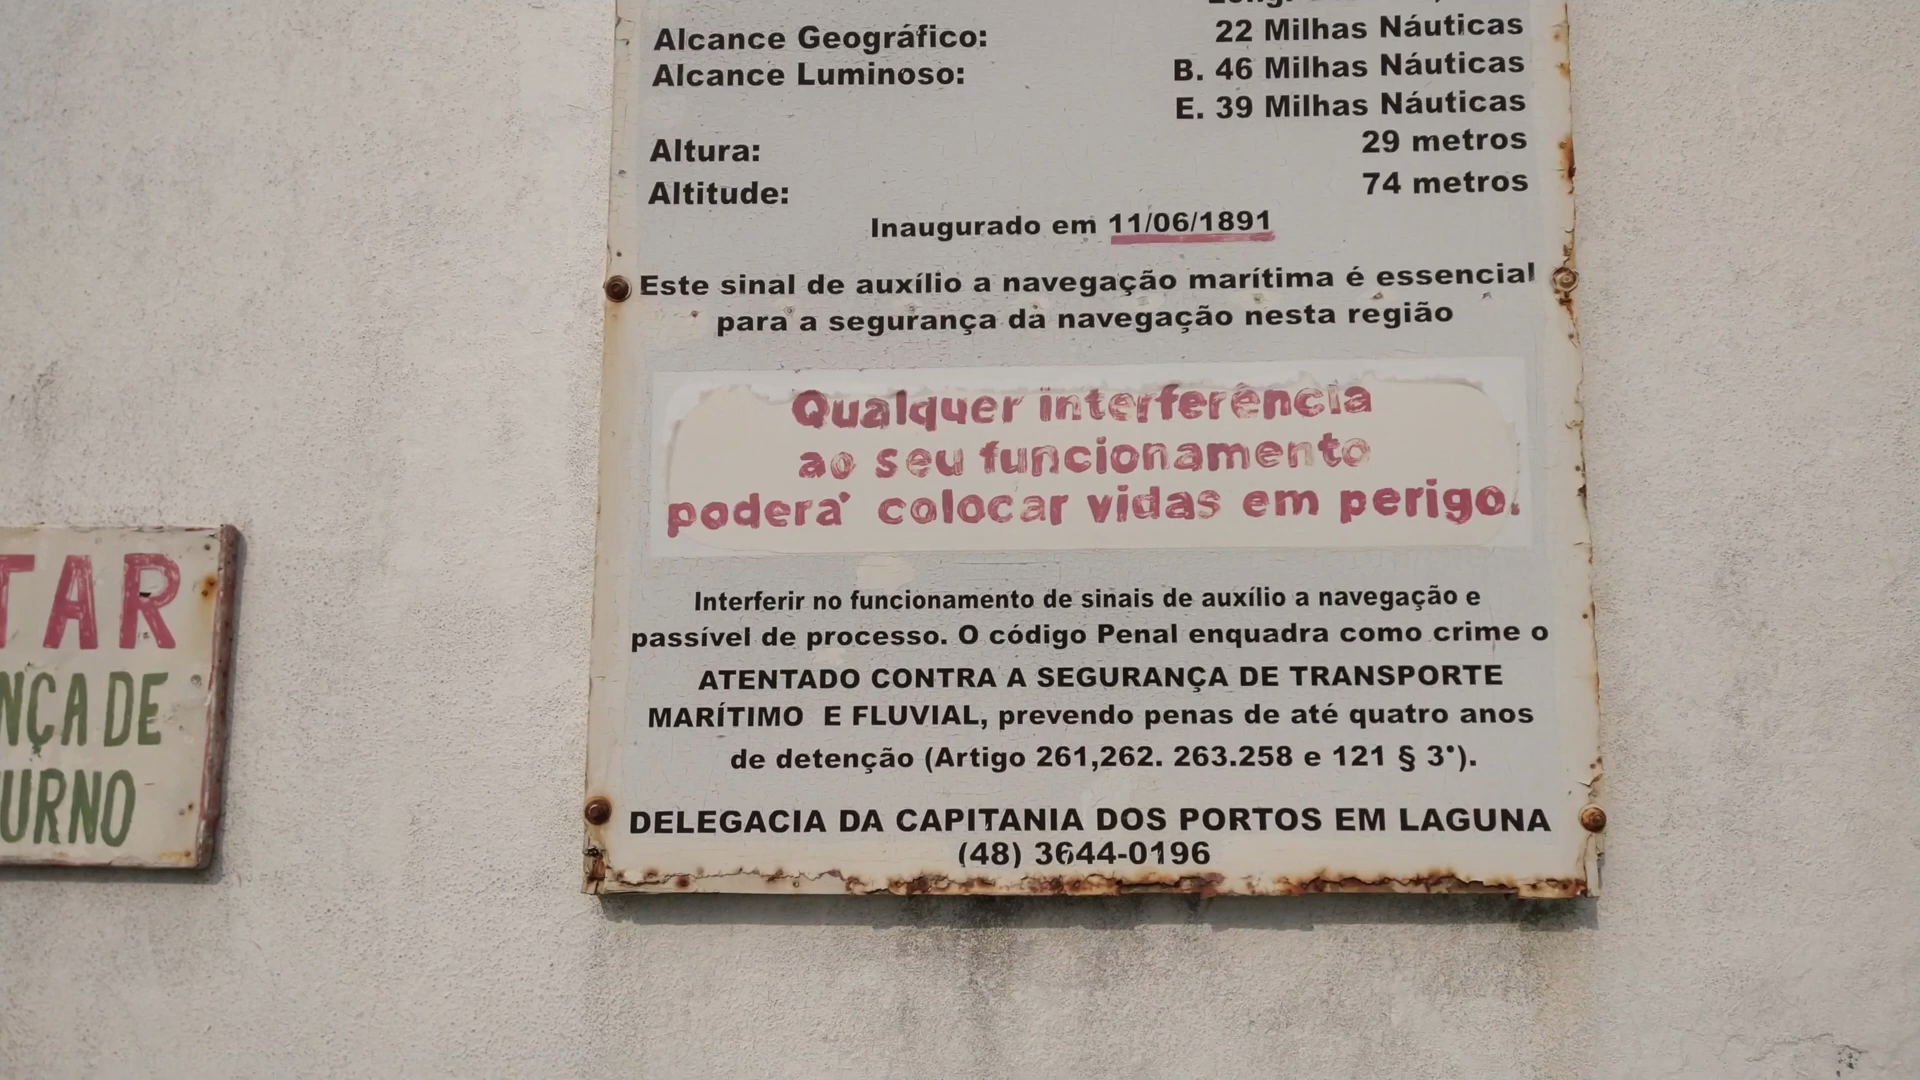 Alcance Geográfico: 22 Milhas Náuticas
Alcance Luminoso: B. 46 Milhas Náuticas
E. 39 Milhas Náuticas
Altura: 29 metros
Altitude: 74 metros
Inaugurado em 11/06/1891
Este sinal de auxílio a navegação marítima é essencial
para a segurança da navegação nesta região
Qualquer interferência
ao seu funcionamento
poderá colocar vidas em perigo.
Interferir no funcionamento de sinais de auxílio a navegação e
passível de processo. O código Penal enquadra como crime o
ATENTADO CONTRA A SEGURANÇA DE TRANSPORTE
MARÍTIMO E FLUVIAL, prevendo penas de até quatro anos
de detenção (Artigo 261,262. 263.258 e 121 § 3°).
DELEGACIA DA CAPITANIA DOS PORTOS EM LAGUNA
(48) 3644-0196
TAR
NÇA DE
URNO